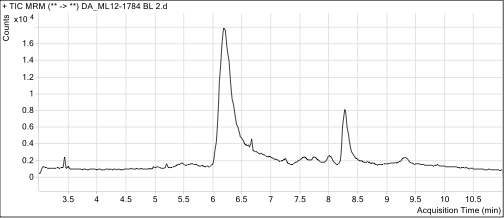 + TIC MRM (** -> **) DA_ML12-1784 BL 2.d
Counts
x10 4
1.8
1.6
1.4
1.2
1
0.8
0.6
0.4
0.2
0
3.5 4 4.5 5 5.5 6 6.5 7 7.5 8 8.5 9 9.5 10 10.5
Acquisition Time (min)